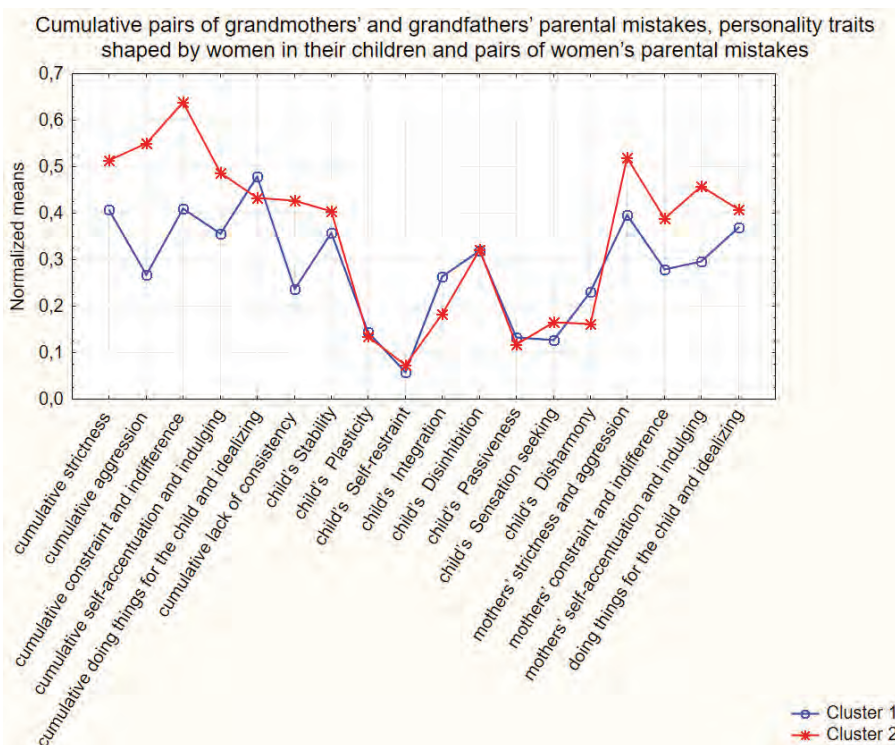 Cumulative pairs of grandmothers' and grandfathers' parental mistakes, personality traits
shaped by women in their children and pairs of women's parental mistakes
Normalized means
0,7
0,6
0,5
0,4
0,3
0,2
0,1
0,0
cumulative strictness
cumulative aggression
cumulative constraint and indifference
cumulative self-accentuation and indulging
cumulative doing things for the child and idealizing
cumulative lack of consistency
child's Stability
child's Plasticity
child's Self-restraint
child's Integration
child's Disinhibition
child's Passiveness
child's Sensation seeking
child's Disharmony
mothers' strictness and aggression
mothers' constraint and indifference
mothers' self-accentuation and indulging
doing things for the child and idealizing
Cluster 1
Cluster 2